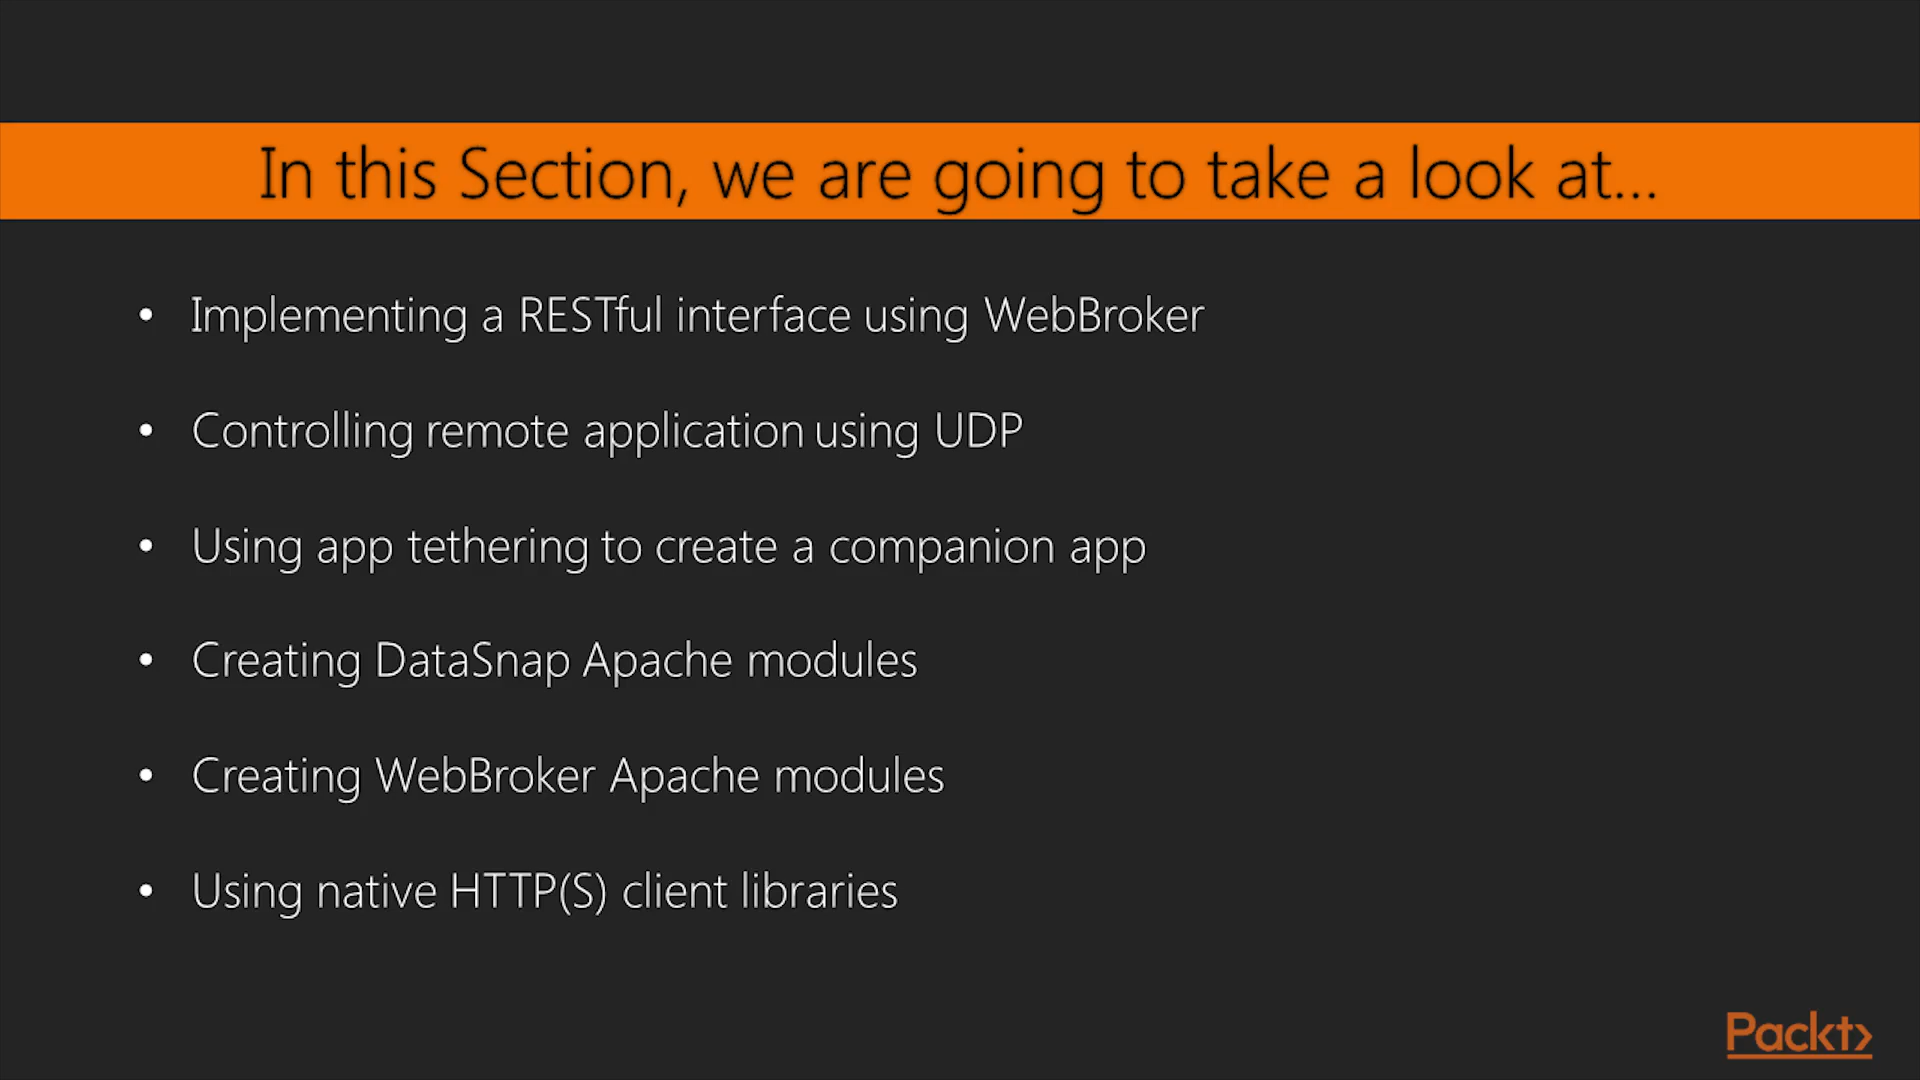 In this Section, we are going to take a look at...
• Implementing a RESTful interface using WebBroker
• Controlling remote application using UDP
• Using app tethering to create a companion app
• Creating DataSnap Apache modules
• Creating WebBroker Apache modules
• Using native HTTP(S) client libraries
Packt>